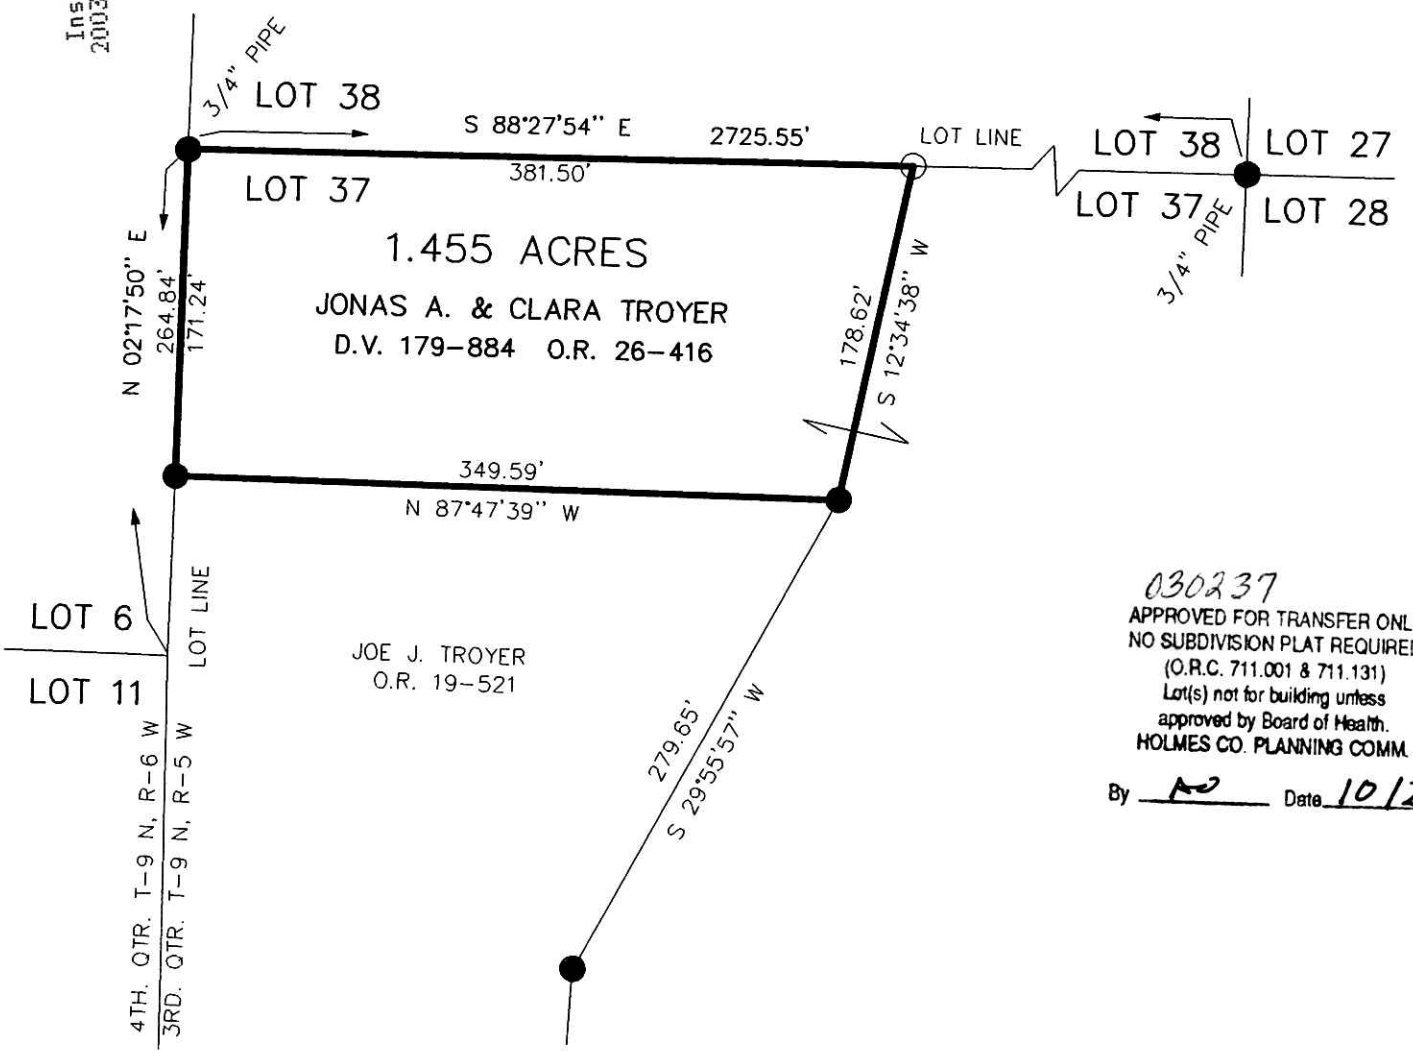 Ins
2003
3/4" PIPE
LOT 38
S 88°27'54" E
2725.55'
LOT LINE
LOT 38
LOT 27
381.50'
LOT 37
LOT 37
LOT 28
3/4" PIPE
1.455 ACRES
JONAS A. & CLARA TROYER
D.V. 179-884 O.R. 26-416
N 02°17'50" E
264.84'
171.24'
178.62'
S 12°34'38" W
349.59'
N 87°47'39" W
LOT 6
LOT LINE
LOT 11
JOE J. TROYER
O.R. 19-521
279.65'
S 29°55'57" W
4TH. QTR. T-9 N, R-6 W
3RD. QTR. T-9 N, R-5 W
030237
APPROVED FOR TRANSFER ONL
NO SUBDIVISION PLAT REQUIRE
(O.R.C. 711.001 & 711.131)
Lot(s) not for building unless
approved by Board of Health.
HOLMES CO. PLANNING COMM.
By Date 10/2